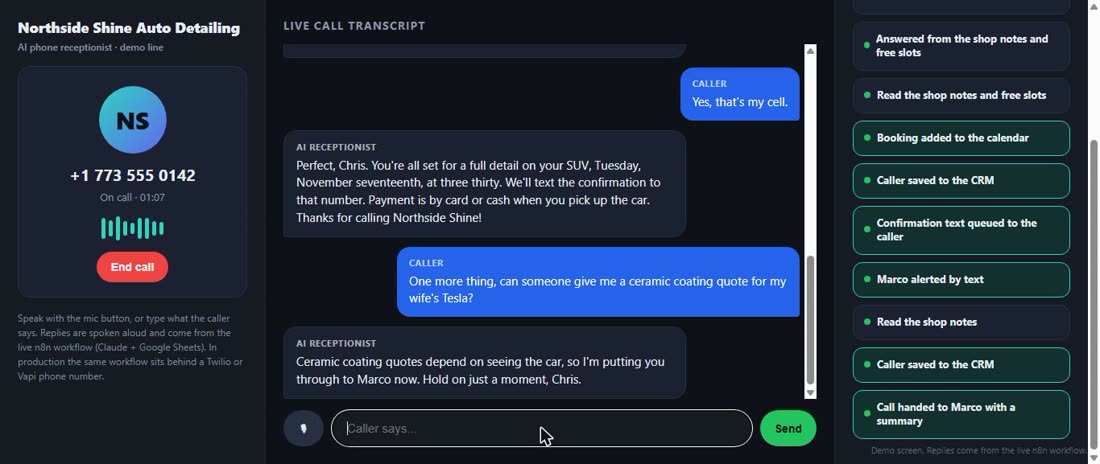 Northside Shine Auto Detailing
AI phone receptionist · demo line
NS
+1 773 555 0142
On call · 01:07
End call
Speak with the mic button, or type what the caller
says. Replies are spoken aloud and come from the
live n8n workflow (Claude + Google Sheets). In
production the same workflow sits behind a Twilio or
Vapi phone number.
LIVE CALL TRANSCRIPT
CALLER
Yes, that's my cell.
AI RECEPTIONIST
Perfect, Chris. You're all set for a full detail on your SUV, Tuesday,
November seventeenth, at three thirty. We'll text the confirmation to
that number. Payment is by card or cash when you pick up the car.
Thanks for calling Northside Shine!
CALLER
One more thing, can someone give me a ceramic coating quote for my
wife's Tesla?
AI RECEPTIONIST
Ceramic coating quotes depend on seeing the car, so I'm putting you
through to Marco now. Hold on just a moment, Chris.
Caller says...
Send
Answered from the shop notes and
free slots
Read the shop notes and free slots
Booking added to the calendar
Caller saved to the CRM
Confirmation text queued to the
caller
Marco alerted by text
Read the shop notes
Caller saved to the CRM
Call handed to Marco with a
summary
Demo screen. Replies come from the live n8n workflow.